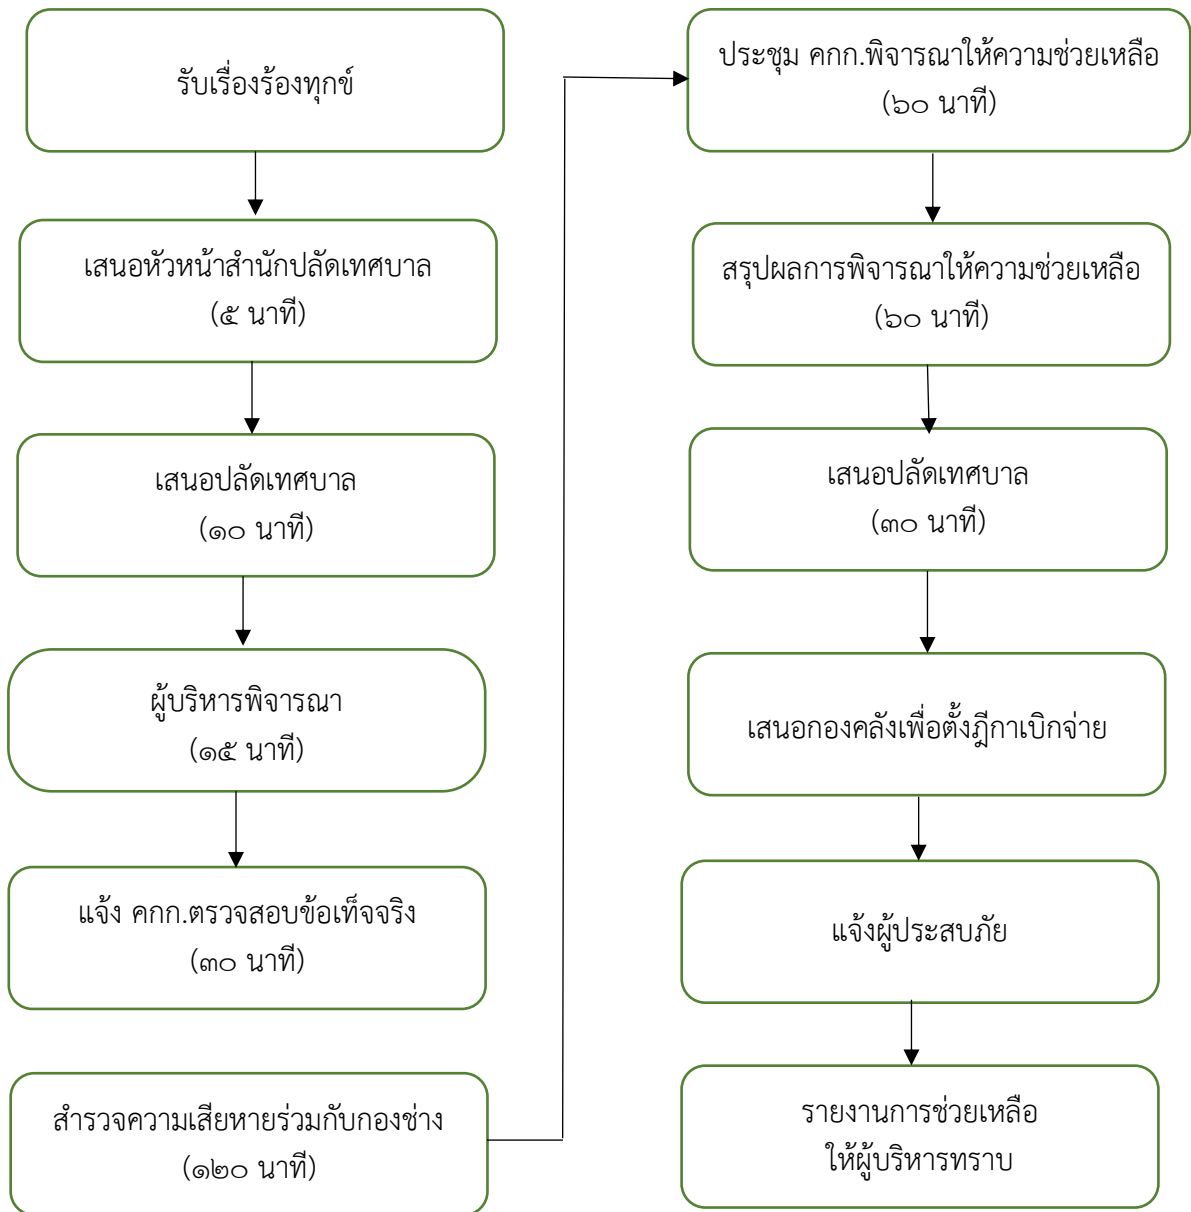 รับเรื่องร้องทุกข์
เสนอหัวหน้าสำนักปลัดเทศบาล
(๕ นาที)
เสนอปลัดเทศบาล
(๑๐ นาที)
ผู้บริหารพิจารณา
(๑๕ นาที)
แจ้ง คกก.ตรวจสอบข้อเท็จจริง
(๓๐ นาที)
สำรวจความเสียหายร่วมกับกองช่าง
(๑๒๐ นาที)
ประชุม คกก.พิจารณาให้ความช่วยเหลือ
(๖๐ นาที)
สรุปผลการพิจารณาให้ความช่วยเหลือ
(๖๐ นาที)
เสนอปลัดเทศบาล
(๓๐ นาที)
เสนอกองคลังเพื่อตั้งฎีกาเบิกจ่าย
แจ้งผู้ประสบภัย
รายงานการช่วยเหลือ
ให้ผู้บริหารทราบ